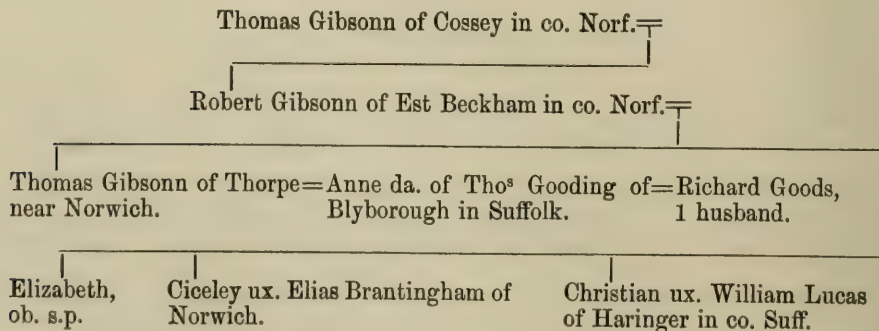 Thomas Gibsonn of Cossey in co. Norf.
Robert Gibsonn of Est Beckham in co. Norf.
Thomas Gibsonn of Thorpe=Anne da. of Thoˢ Gooding of=Richard Goods,
near Norwich. Blyborough in Suffolk. 1 husband.
Elizabeth, Ciceley ux. Elias Brantingham of Christian ux. William Lucas
ob. s.p. Norwich. of Haringer in co. Suff.